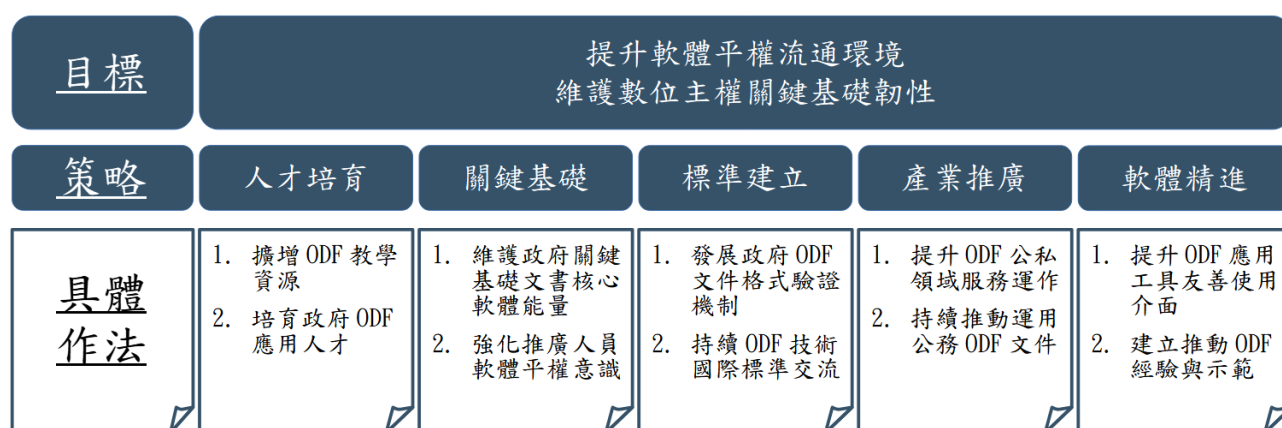 目標
提升軟體平權流通環境
維護數位主權關鍵基礎韌性
策略
人才培育
關鍵基礎
標準建立
產業推廣
軟體精進
具體
作法
1. 擴增 ODF 教學
資源
2. 培育政府 ODF
應用人才
1. 維護政府關鍵
基礎文書核心
軟體能量
2. 強化推廣人員
軟體平權意識
1. 發展政府 ODF
文件格式驗證
機制
2. 持續 ODF 技術
國際標準交流
1. 提升 ODF 公私
領域服務運作
2. 持續推動運用
公務 ODF 文件
1. 提升 ODF 應用
工具友善使用
介面
2. 建立推動 ODF
經驗與示範